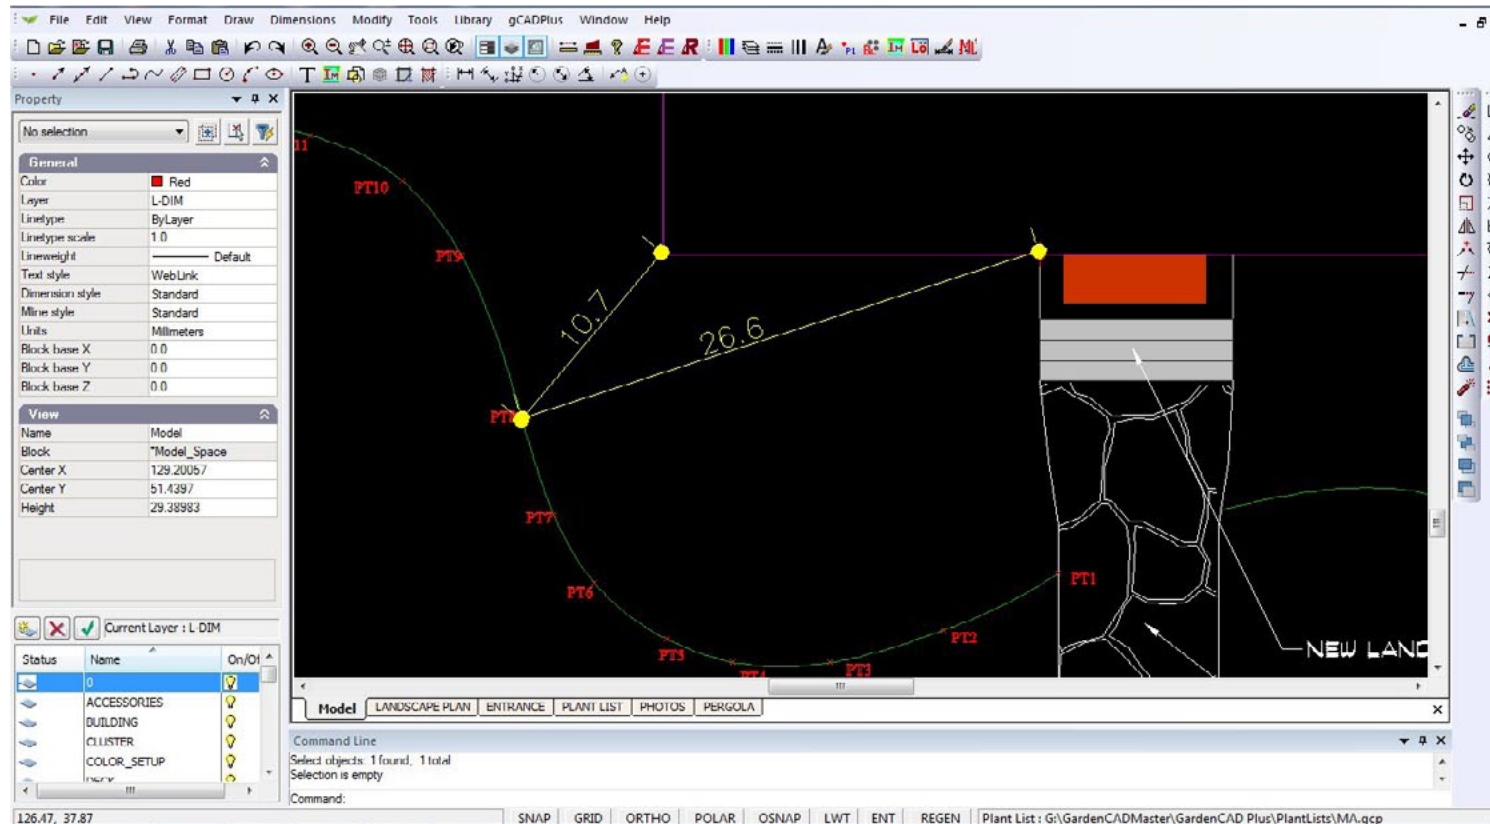 File Edit View Format Draw Dimensions Modify Tools Library gCADPlus Window Help
Property
No selection
General
Color Red
Layer L-DIM
Linetype ByLayer
Linetype scale 1.0
Lineweight Default
Text style WebLink
Dimension style Standard
Mline style Standard
Units Millimeters
Block base X 0.0
Block base Y 0.0
Block base Z 0.0
View
Name Model
Block *Model_Space
Center X 129.20057
Center Y 51.4397
Height 29.38983
Current Layer : L-DIM
Status Name On/Of
0
ACCESSORIES
BUILDING
CLUSTER
COLOR_SETUP
DECK
11
PT10
PT9
10.7
26.6
PT8
PT7
PT6
PT5
PT4
PT3
PT2
PT1
NEW LAND
Model LANDSCAPE PLAN ENTRANCE PLANT LIST PHOTOS PERGOLA
Command Line
Select objects: 1 found, 1 total
Selection is empty
Command:
126.47, 37.87 SNAP GRID ORTHO POLAR OSNAP LWT ENT REGEN Plant List : G:\GardenCADMaster\GardenCAD Plus\PlantLists\MA.gcp